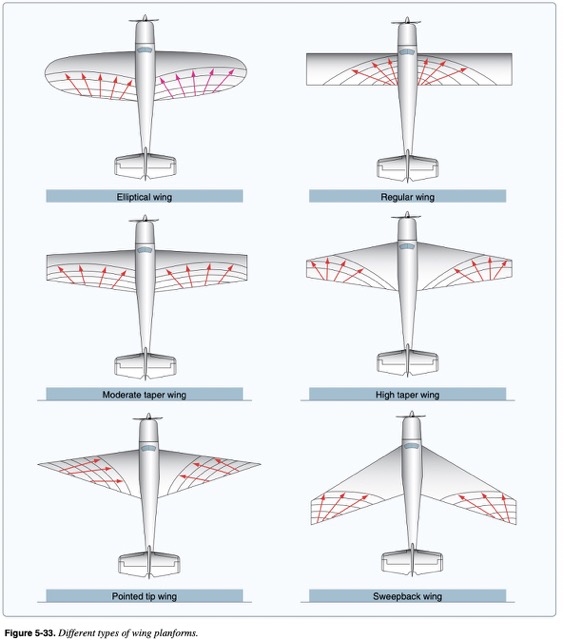 Elliptical wing
Regular wing
Moderate taper wing
High taper wing
Pointed tip wing
Sweepback wing
Figure 5-33. Different types of wing planforms.